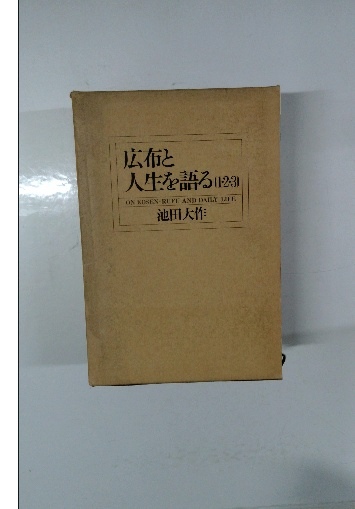 広布と
人生を語る(1・2・3)
ON KOSEN-RUFU AND DAILY LIFE
池田大作